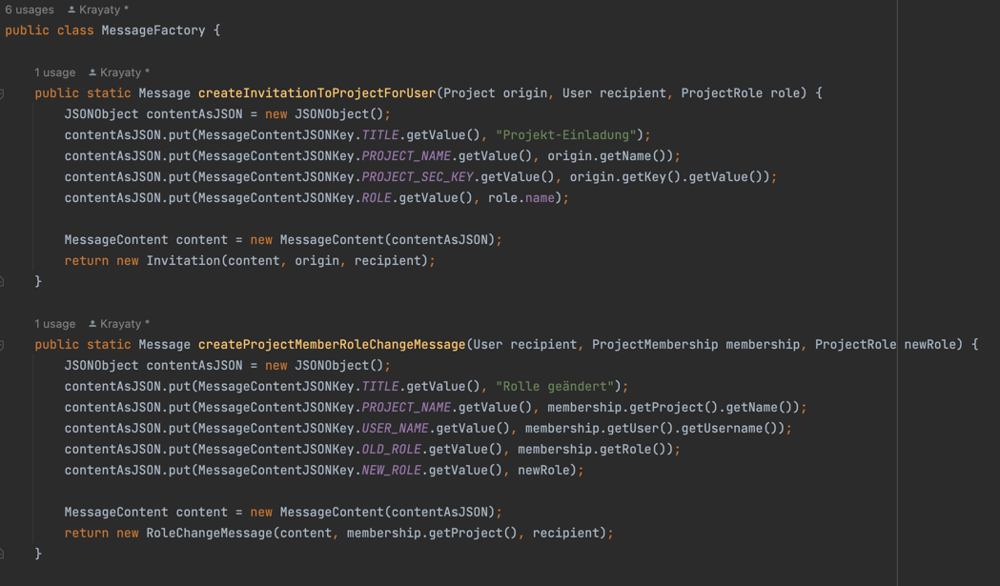 6 usages Krayaty *
public class MessageFactory {
1 usage Krayaty *
public static Message createInvitationToProjectForUser(Project origin, User recipient, ProjectRole role) {
JSONObject contentAsJSON = new JSONObject();
contentAsJSON.put(MessageContentJSONKey.TITLE.getValue(), "Projekt-Einladung");
contentAsJSON.put(MessageContentJSONKey.PROJECT_NAME.getValue(), origin.getName());
contentAsJSON.put(MessageContentJSONKey.PROJECT_SEC_KEY.getValue(), origin.getKey().getValue());
contentAsJSON.put(MessageContentJSONKey.ROLE.getValue(), role.name);
MessageContent content = new MessageContent(contentAsJSON);
return new Invitation(content, origin, recipient);
}
1 usage Krayaty *
public static Message createProjectMemberRoleChangeMessage(User recipient, ProjectMembership membership, ProjectRole newRole) {
JSONObject contentAsJSON = new JSONObject();
contentAsJSON.put(MessageContentJSONKey.TITLE.getValue(), "Rolle geändert");
contentAsJSON.put(MessageContentJSONKey.PROJECT_NAME.getValue(), membership.getProject().getName());
contentAsJSON.put(MessageContentJSONKey.USER_NAME.getValue(), membership.getUser().getUsername());
contentAsJSON.put(MessageContentJSONKey.OLD_ROLE.getValue(), membership.getRole());
contentAsJSON.put(MessageContentJSONKey.NEW_ROLE.getValue(), newRole);
MessageContent content = new MessageContent(contentAsJSON);
return new RoleChangeMessage(content, membership.getProject(), recipient);
}